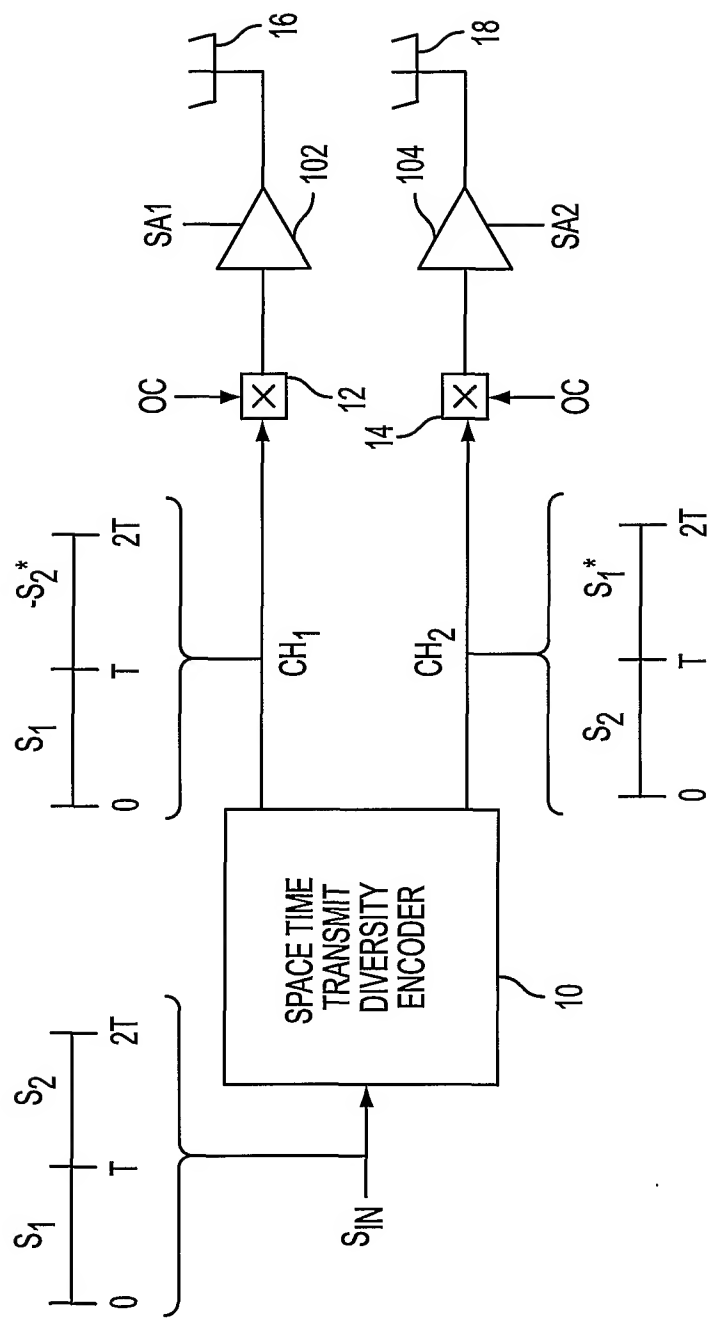 S1 S2
0 T 2T
SIN
SPACE TIME
TRANSMIT
DIVERSITY
ENCODER
10
S1 -S2*
0 T 2T
CH1
CH2
S2 S1*
0 T 2T
OC
12
14
OC
SA1
102
104
SA2
16
18